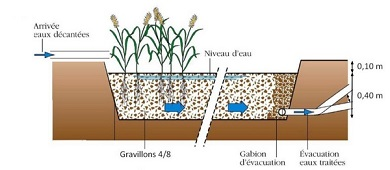 Arrivée
eaux décantées
Niveau d'eau
0,10 m
0,40 m
Gravillons 4/8
Gabion
d'évacuation
Évacuation
eaux traitées